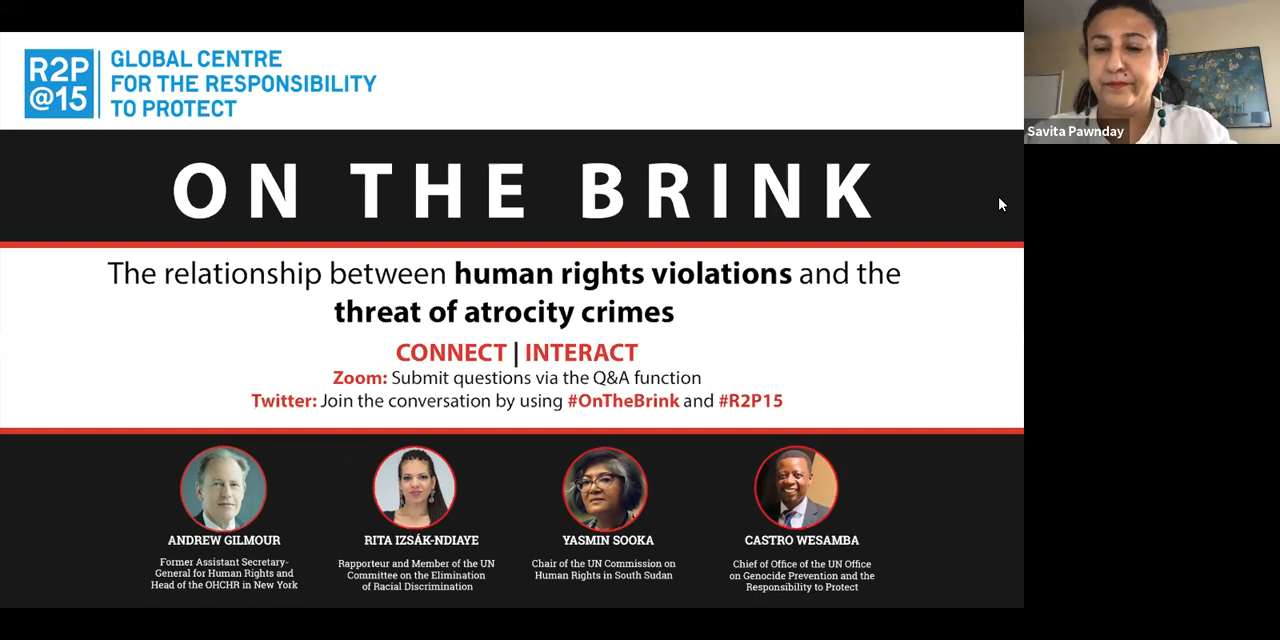 R2P
@15
GLOBAL CENTRE
FOR THE RESPONSIBILITY
TO PROTECT
Savita Pawnday
ON THE BRINK
The relationship between human rights violations and the
threat of atrocity crimes
CONNECT | INTERACT
Zoom: Submit questions via the Q&A function
Twitter: Join the conversation by using #OnTheBrink and #R2P15
ANDREW GILMOUR
Former Assistant Secretary-
General for Human Rights and
Head of the OHCHR in New York
RITA IZSÁK-NDIAYE
Rapporteur and Member of the UN
Committee on the Elimination
of Racial Discrimination
YASMIN SOOKA
Chair of the UN Commission on
Human Rights in South Sudan
CASTRO WESAMBA
Chief of Office of the UN Office
on Genocide Prevention and the
Responsibility to Protect